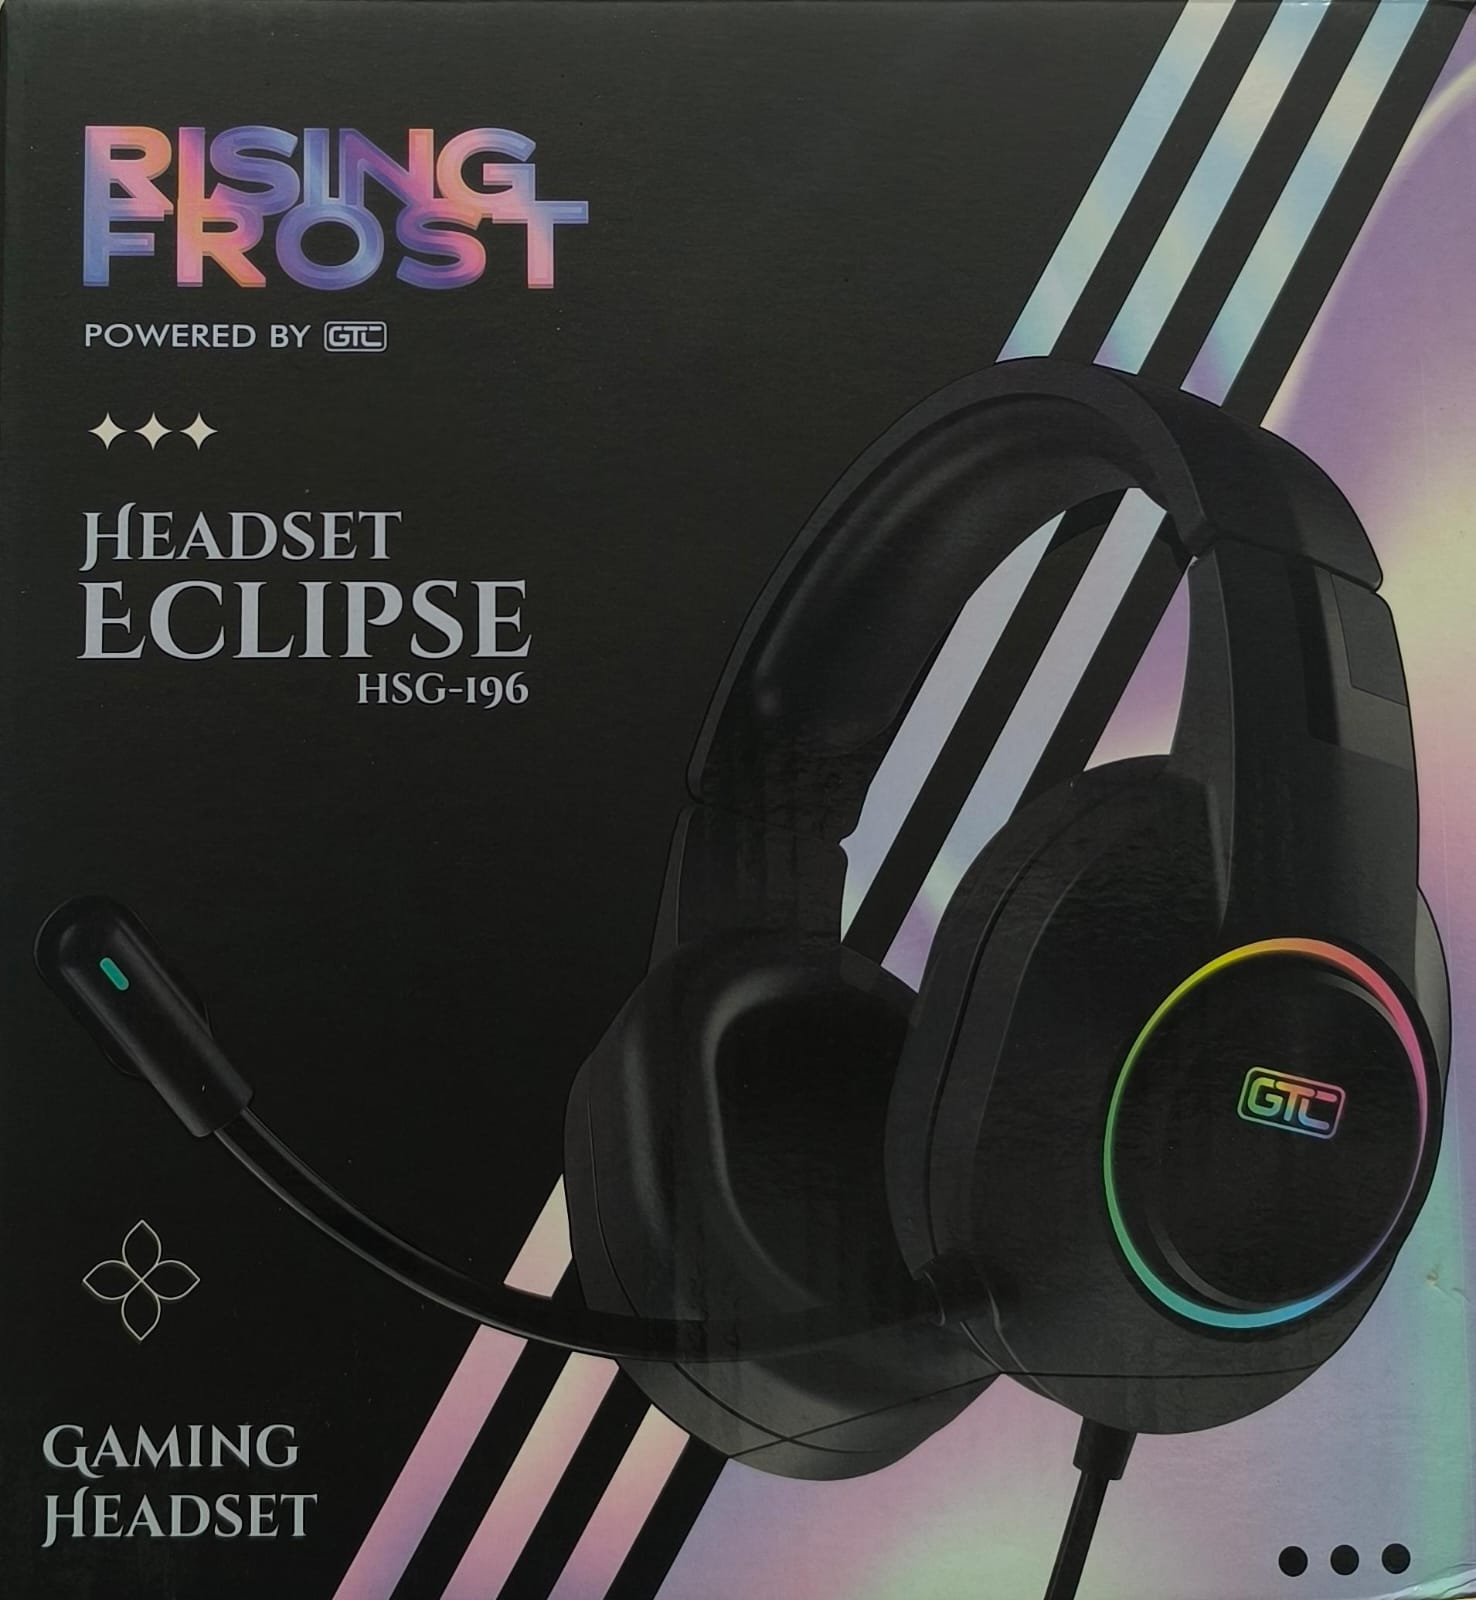 RISING
FROST
POWERED BY GTC
HEADSET
ECLIPSE
HSG-196
GTC
GAMING
HEADSET